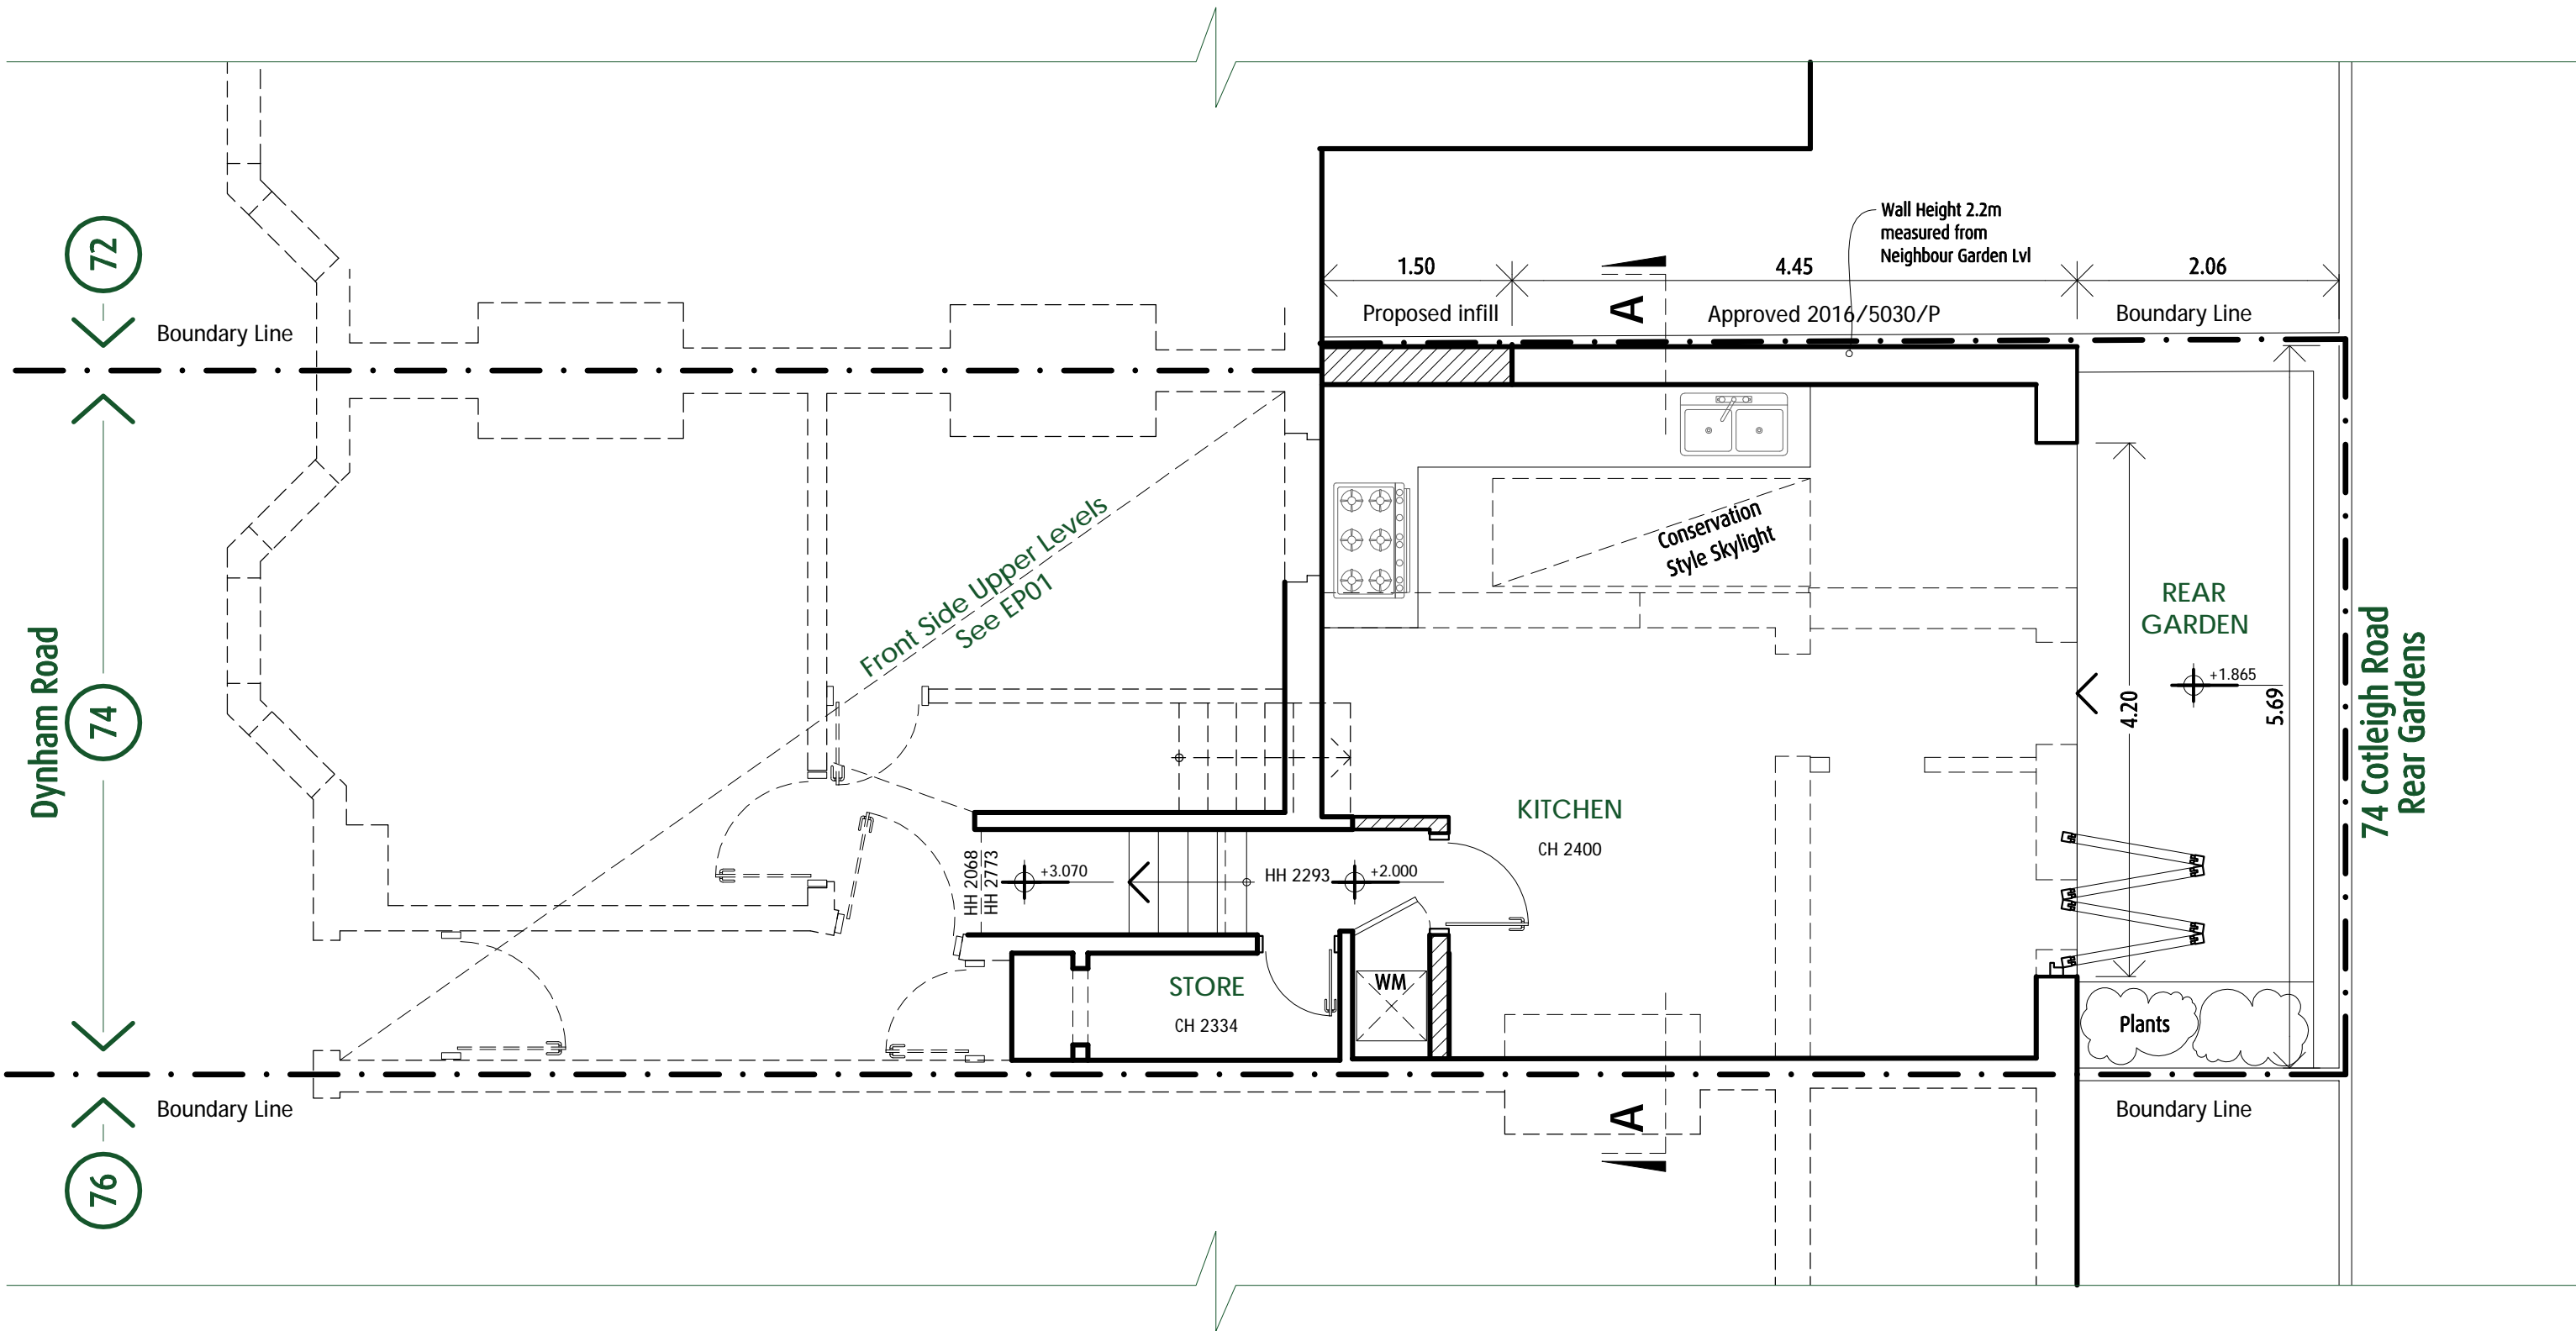 72
Boundary Line
Dynham Road
74
Boundary Line
76
Front Side Upper Levels
See EP01
1.50
Proposed infill
A
4.45
Approved 2016/5030/P
Wall Height 2.2m
measured from
Neighbour Garden Lvl
2.06
Boundary Line
Conservation
Style Skylight
REAR
GARDEN
+1.865
4.20
5.69
74 Cotleigh Road
Rear Gardens
KITCHEN
CH 2400
HH 2068
HH 2773
+3.070
HH 2293
+2.000
STORE
CH 2334
WM
Plants
A
Boundary Line